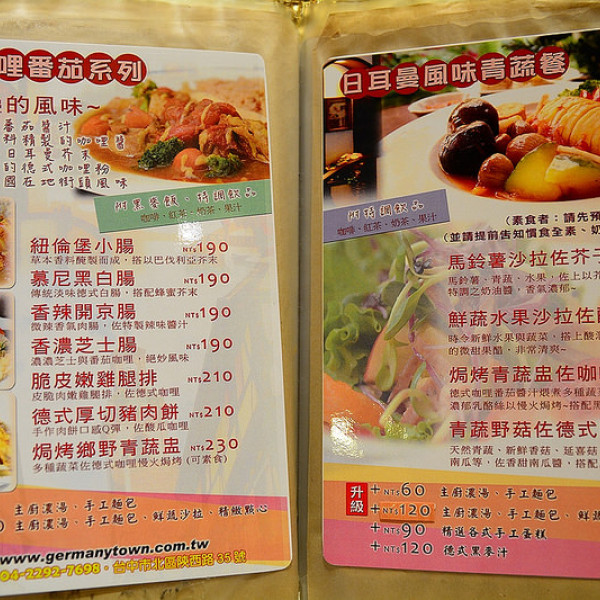 哩番茄系列
的風味~
番茄醬汁
料精製的咖哩醬
日耳曼芥末
的德式咖哩粉
國在地街頭風味
附黑麥飯、特調飲品
咖啡、紅茶、奶茶、果汁
紐倫堡小腸 NT$190
草本香料醃製而成，搭以巴伐利亞芥末
慕尼黑白腸 NT$190
傳統淡味德式白腸，搭配蜂蜜芥末
香辣開京腸 NT$190
微辣香氣肉腸，佐特製辣味醬汁
香濃芝士腸 NT$190
濃濃芝士與番茄咖哩，絕妙風味
脆皮嫩雞腿排 NT$210
皮脆肉嫩雞腿排，佐德式咖哩
德式厚切豬肉餅 NT$210
手作肉餅口感Q彈，佐酸瓜咖哩
焗烤鄉野青蔬盅 NT$230
多種蔬菜佐德式咖哩慢火焗烤 (可素食)
主廚濃湯、手工麵包
主廚濃湯、手工麵包、鮮蔬沙拉、精緻點心
www.germanytown.com.tw
04-2292-7698・台中市北區陝西路35號
日耳曼風味青蔬餐
附特調飲品
咖啡、紅茶、奶茶、果汁
(素食者：請先預
(並請提前告知慣食全素、奶
馬鈴薯沙拉佐芥子
馬鈴薯、青蔬、水果，佐上以芥
特調之奶油醬，香氣濃郁~
鮮蔬水果沙拉佐酸
時令新鮮水果與蔬菜，搭上酸溜
的微甜果醋，非常清爽~
焗烤青蔬盅佐咖
德式咖哩番茄醬汁煨煮多種蔬
濃郁乳酪絲以慢火焗烤，搭配黑
青蔬野菇佐德式
天然青蔬、新鮮香菇、延喜菇
南瓜等，佐香甜南瓜醬，搭配
升級
+NT$60 主廚濃湯、手工麵包
+NT$120 主廚濃湯、手工麵包、鮮蔬
+NT$90 精選各式手工蛋糕
+NT$120 德式黑麥汁